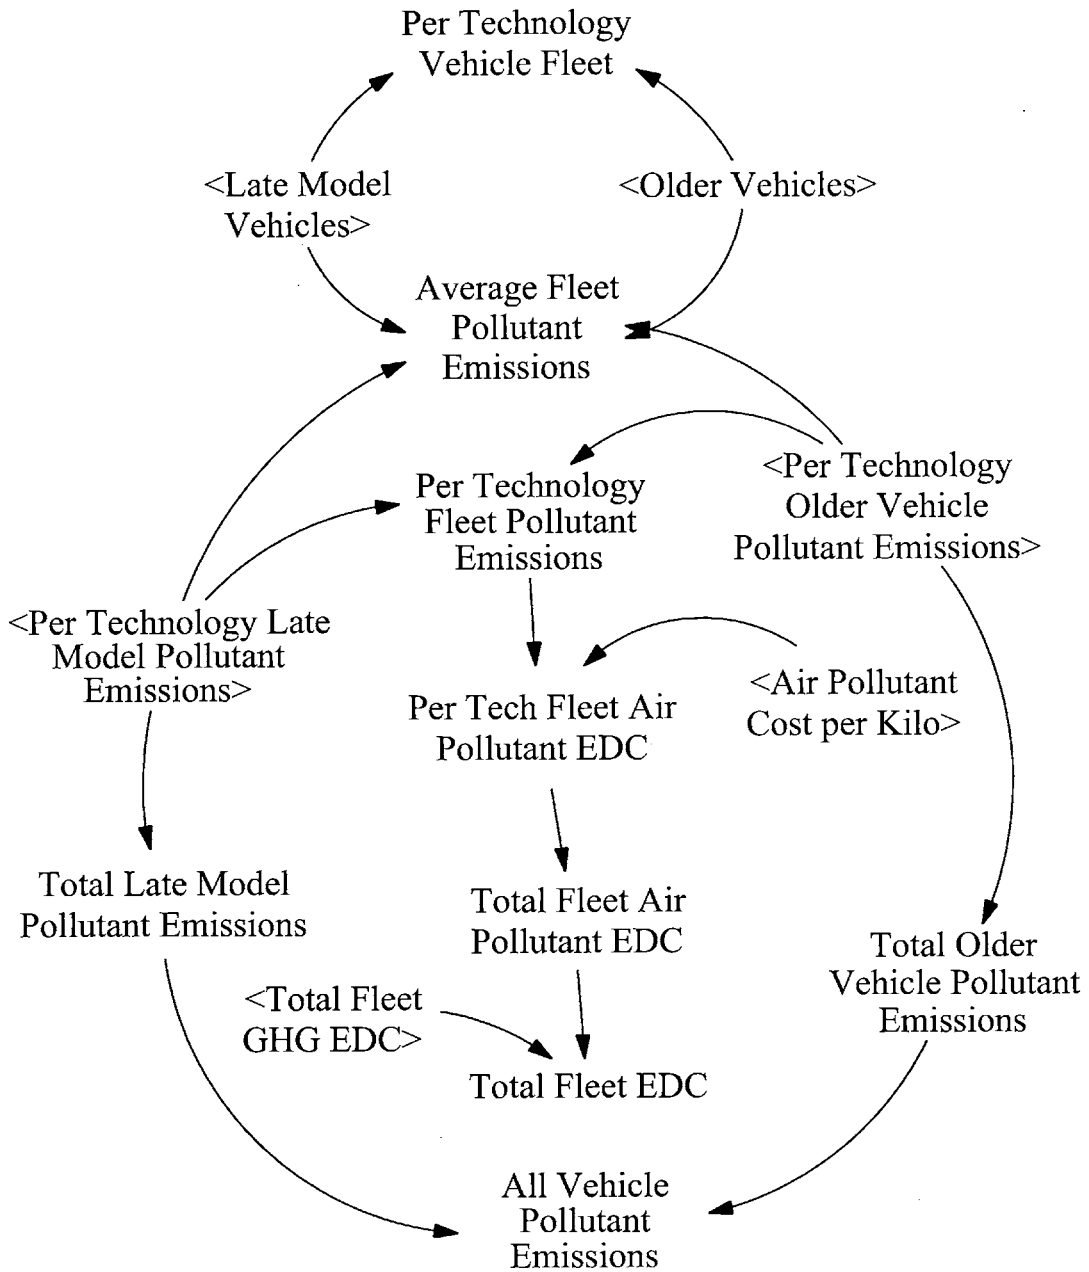 Per Technology
Vehicle Fleet
<Late Model
Vehicles>
<Older Vehicles>
Average Fleet
Pollutant
Emissions
Per Technology
Fleet Pollutant
Emissions
<Per Technology
Older Vehicle
Pollutant Emissions>
<Per Technology Late
Model Pollutant
Emissions>
Per Tech Fleet Air
Pollutant EDC
<Air Pollutant
Cost per Kilo>
Total Late Model
Pollutant Emissions
Total Fleet Air
Pollutant EDC
Total Older
Vehicle Pollutant
Emissions
<Total Fleet
GHG EDC>
Total Fleet EDC
All Vehicle
Pollutant
Emissions